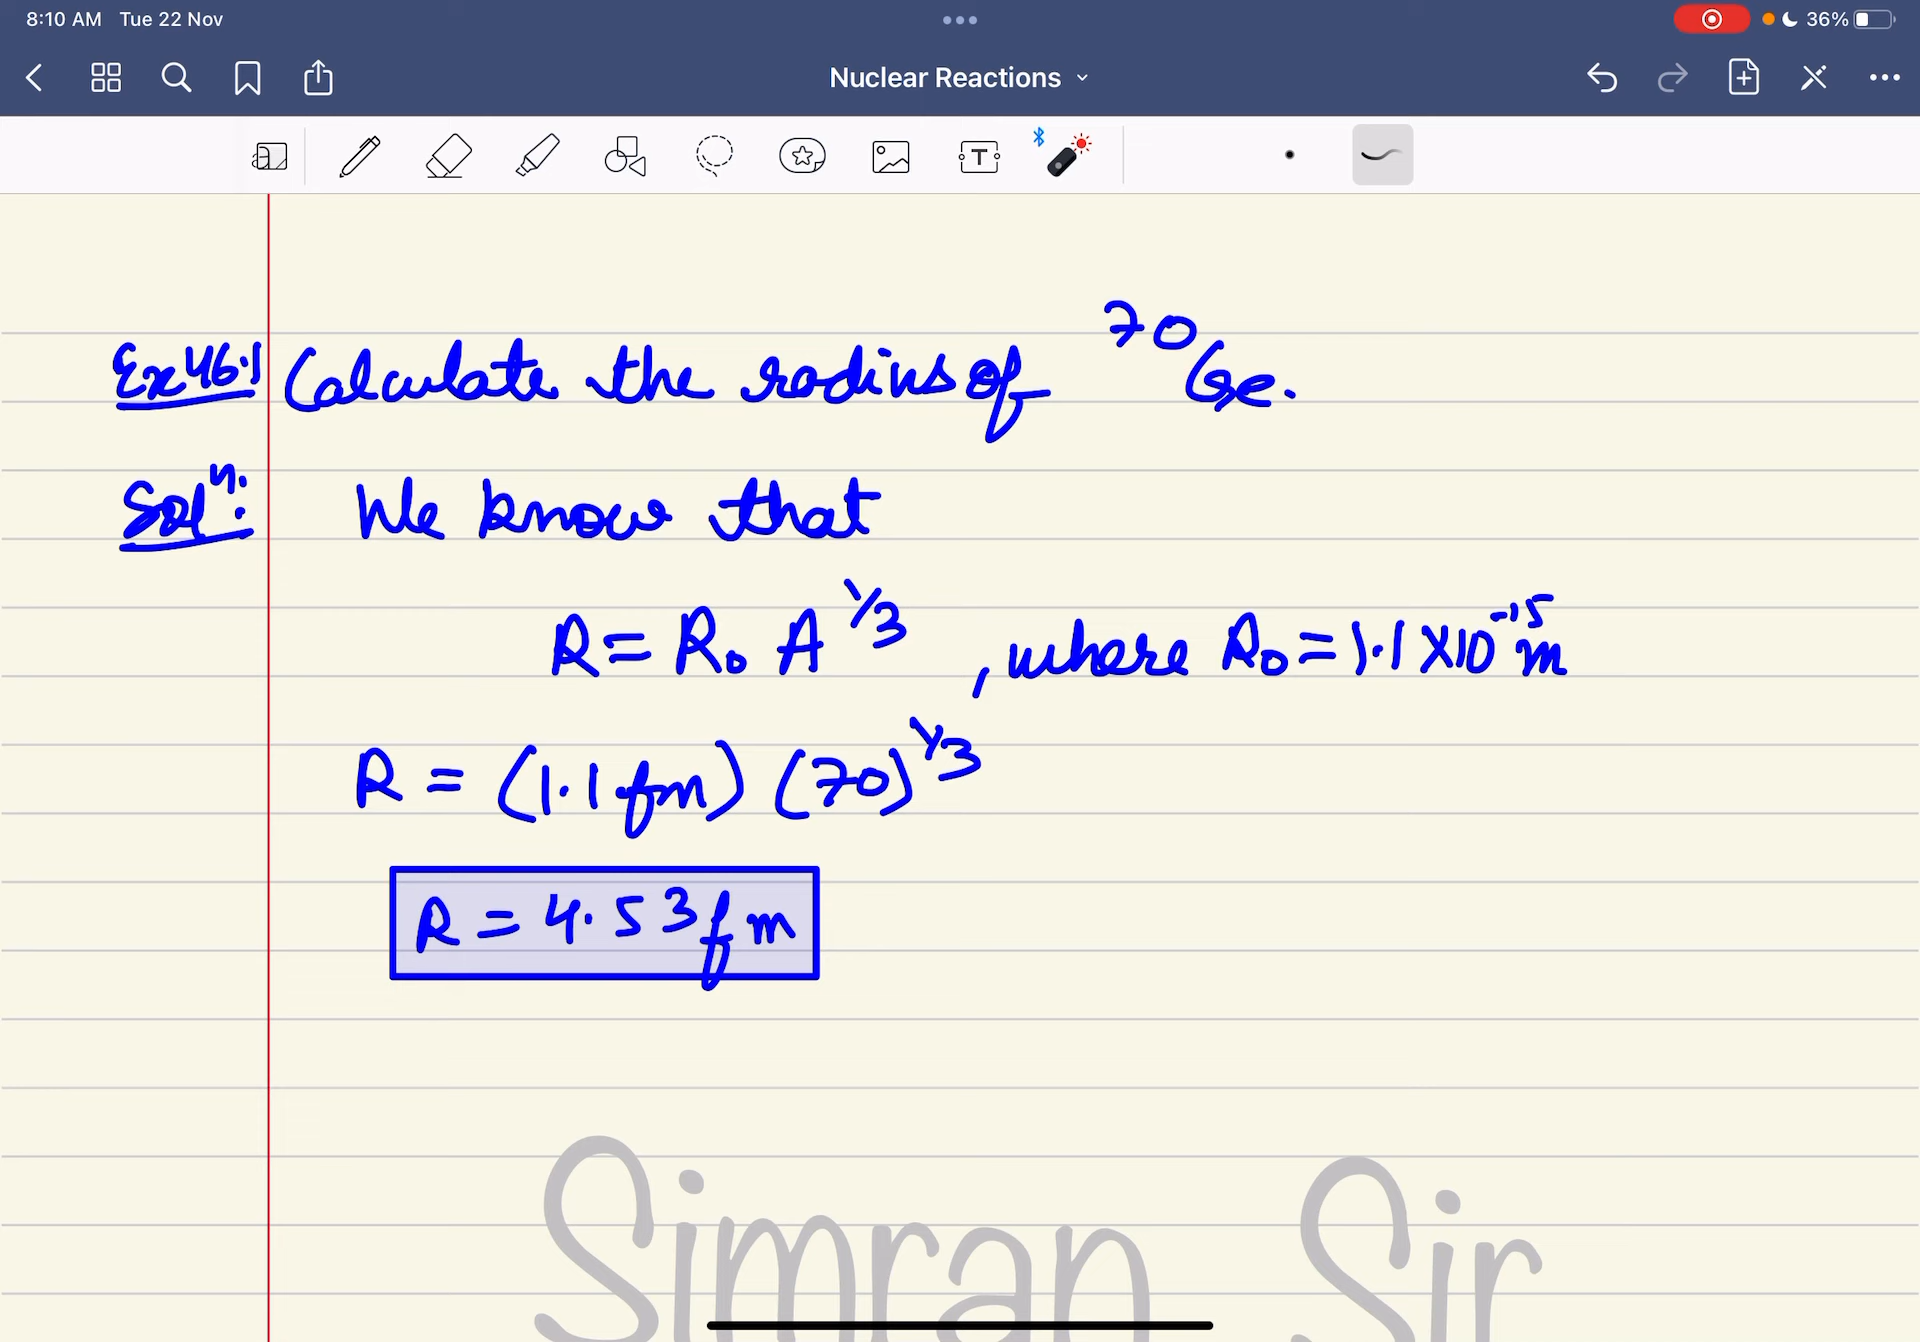 8:10 AM Tue 22 Nov
36%
Nuclear Reactions
T
Ex 46.1 Calculate the radius of ⁷⁰Ge.
Solⁿ: We know that
R = R₀ A^1/3, where R₀ = 1.1 X10⁻¹⁵m
R = (1.1 fm) (70)^1/3
R = 4.53 fm
Simran Sir